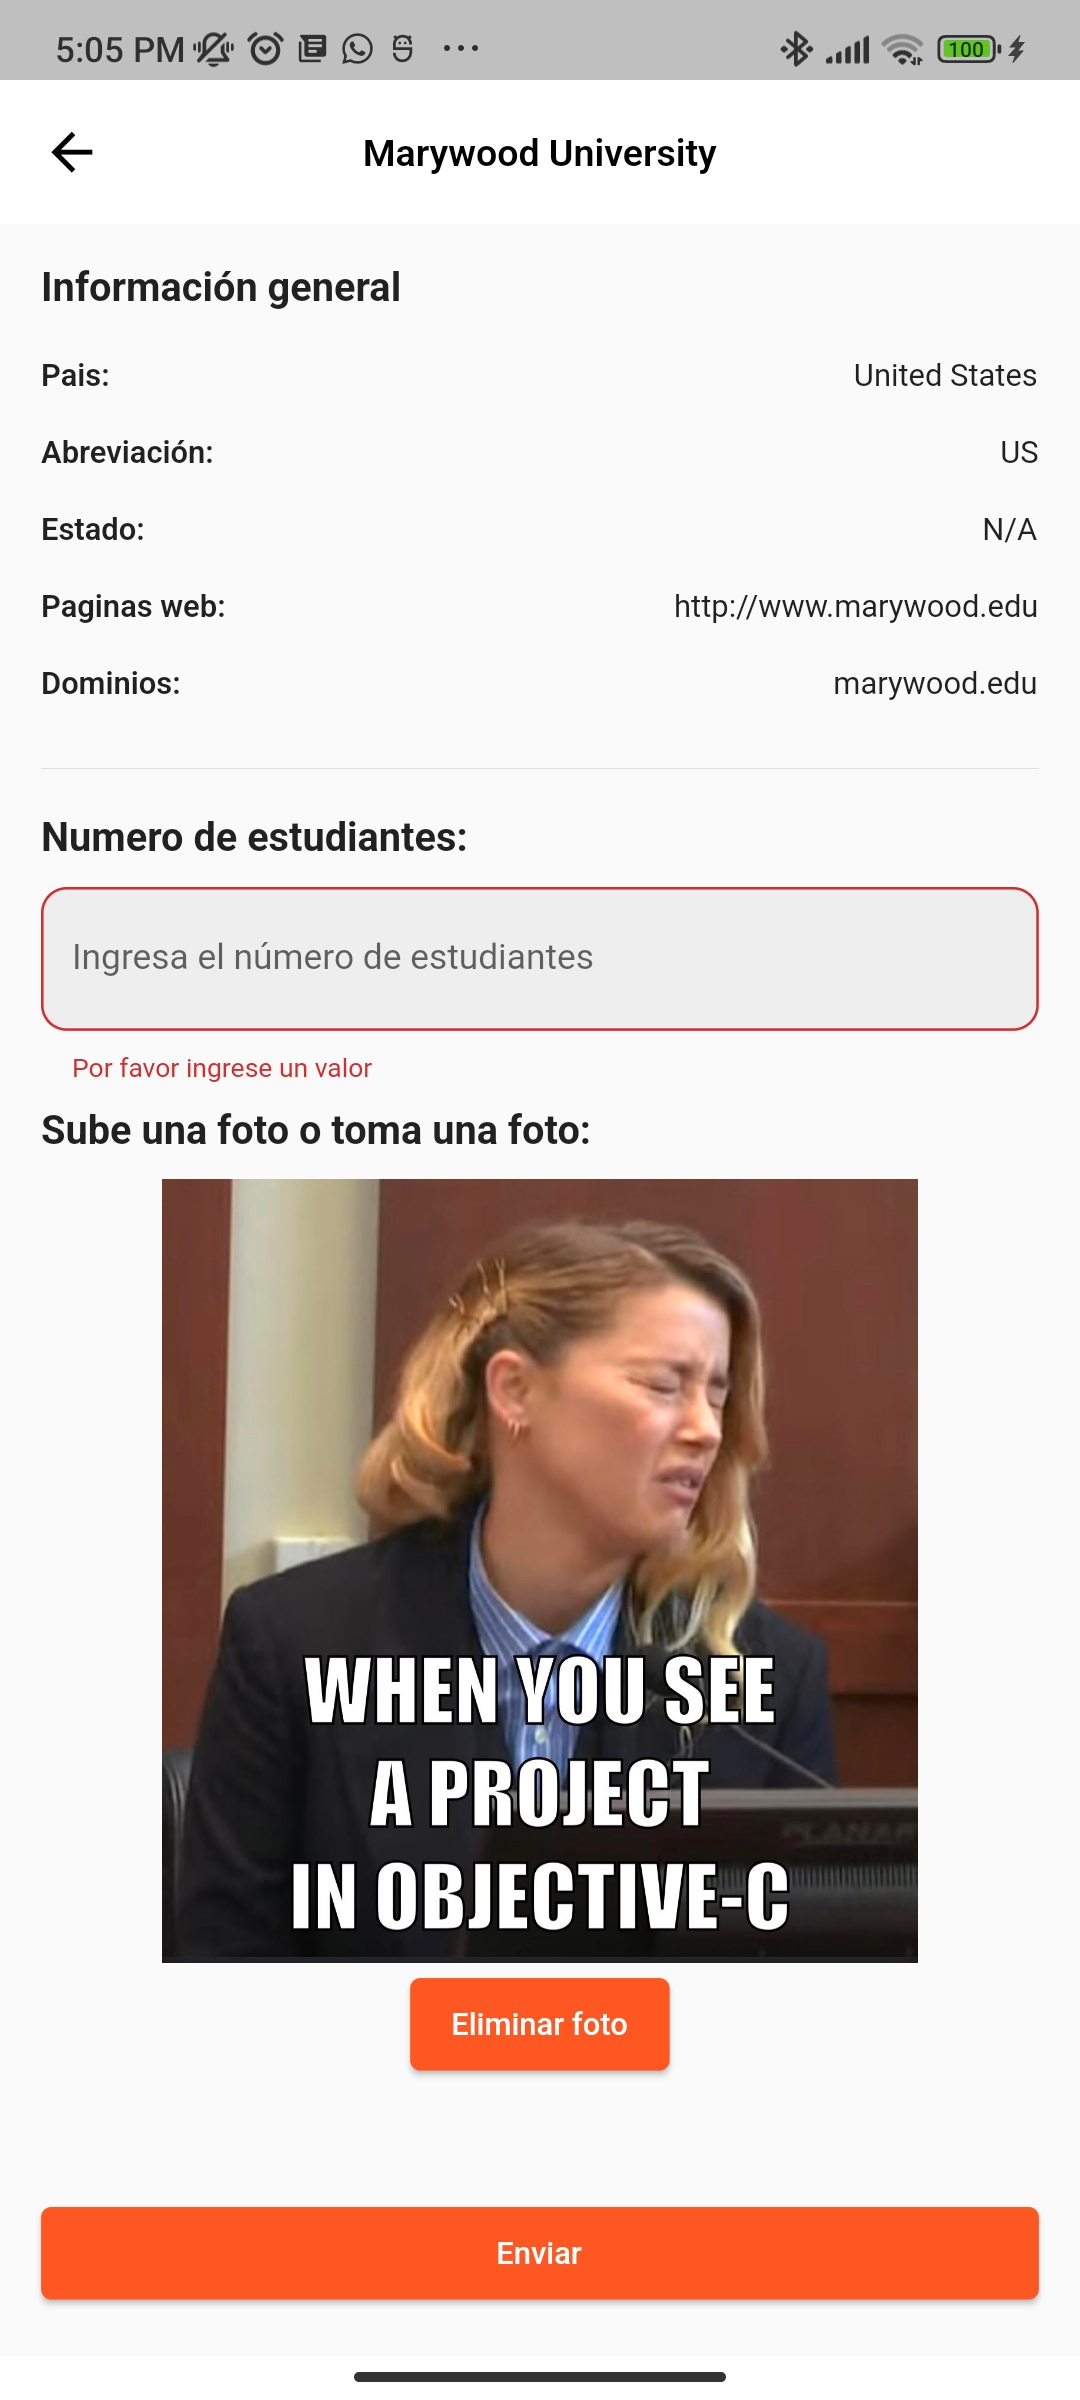 5:05 PM
100
Marywood University
Información general
Pais: United States
Abreviación: US
Estado: N/A
Paginas web: http://www.marywood.edu
Dominios: marywood.edu
Numero de estudiantes:
Ingresa el número de estudiantes
Por favor ingrese un valor
Sube una foto o toma una foto:
PLANAR
WHEN YOU SEE
A PROJECT
IN OBJECTIVE-C
Eliminar foto
Enviar